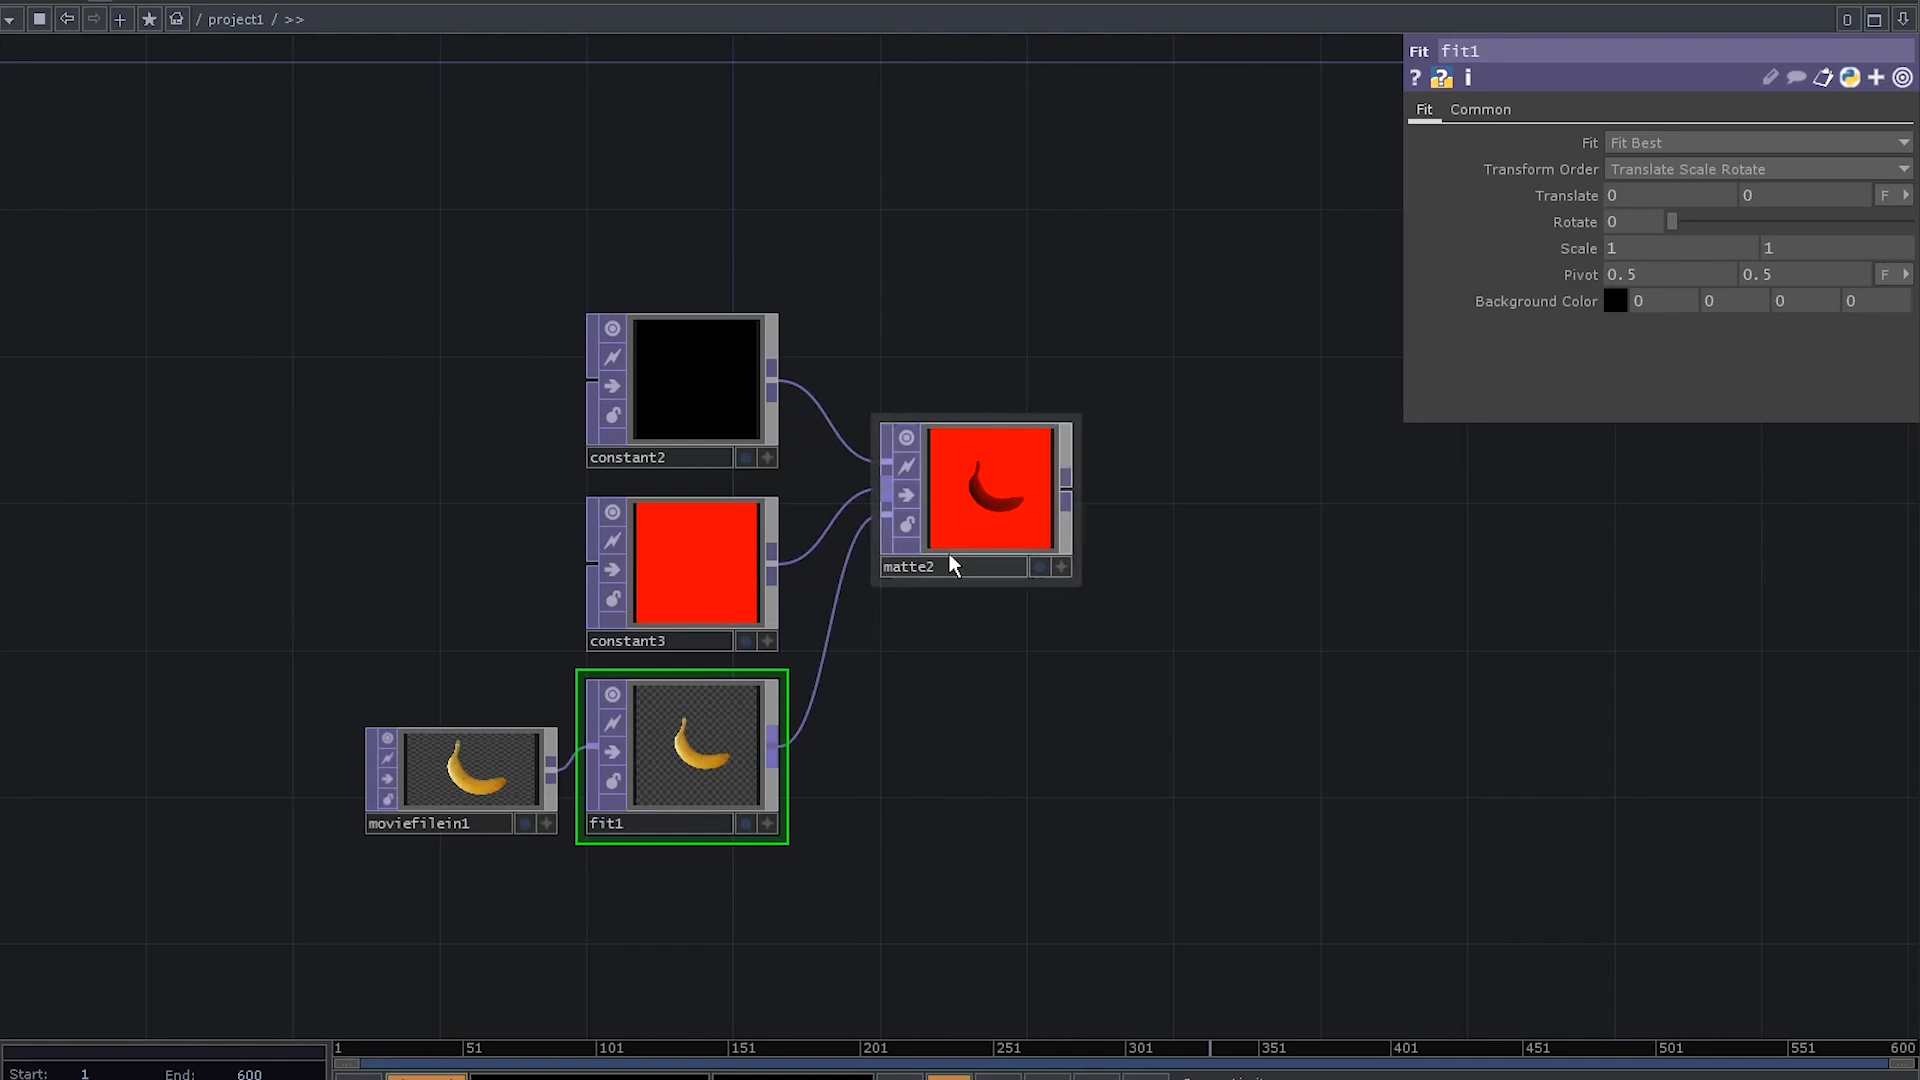 / project1 / >>
0
Fit fit1
? ? i
Fit Common
Fit Fit Best
Transform Order Translate Scale Rotate
Translate 0 0 F
Rotate 0
Scale 1 1
Pivot 0.5 0.5 F
Background Color 0 0 0 0
constant2
matte2
constant3
moviefilein1
fit1
1 51 101 151 201 251 301 351 401 451 501 551 600
Start: 1 End: 600